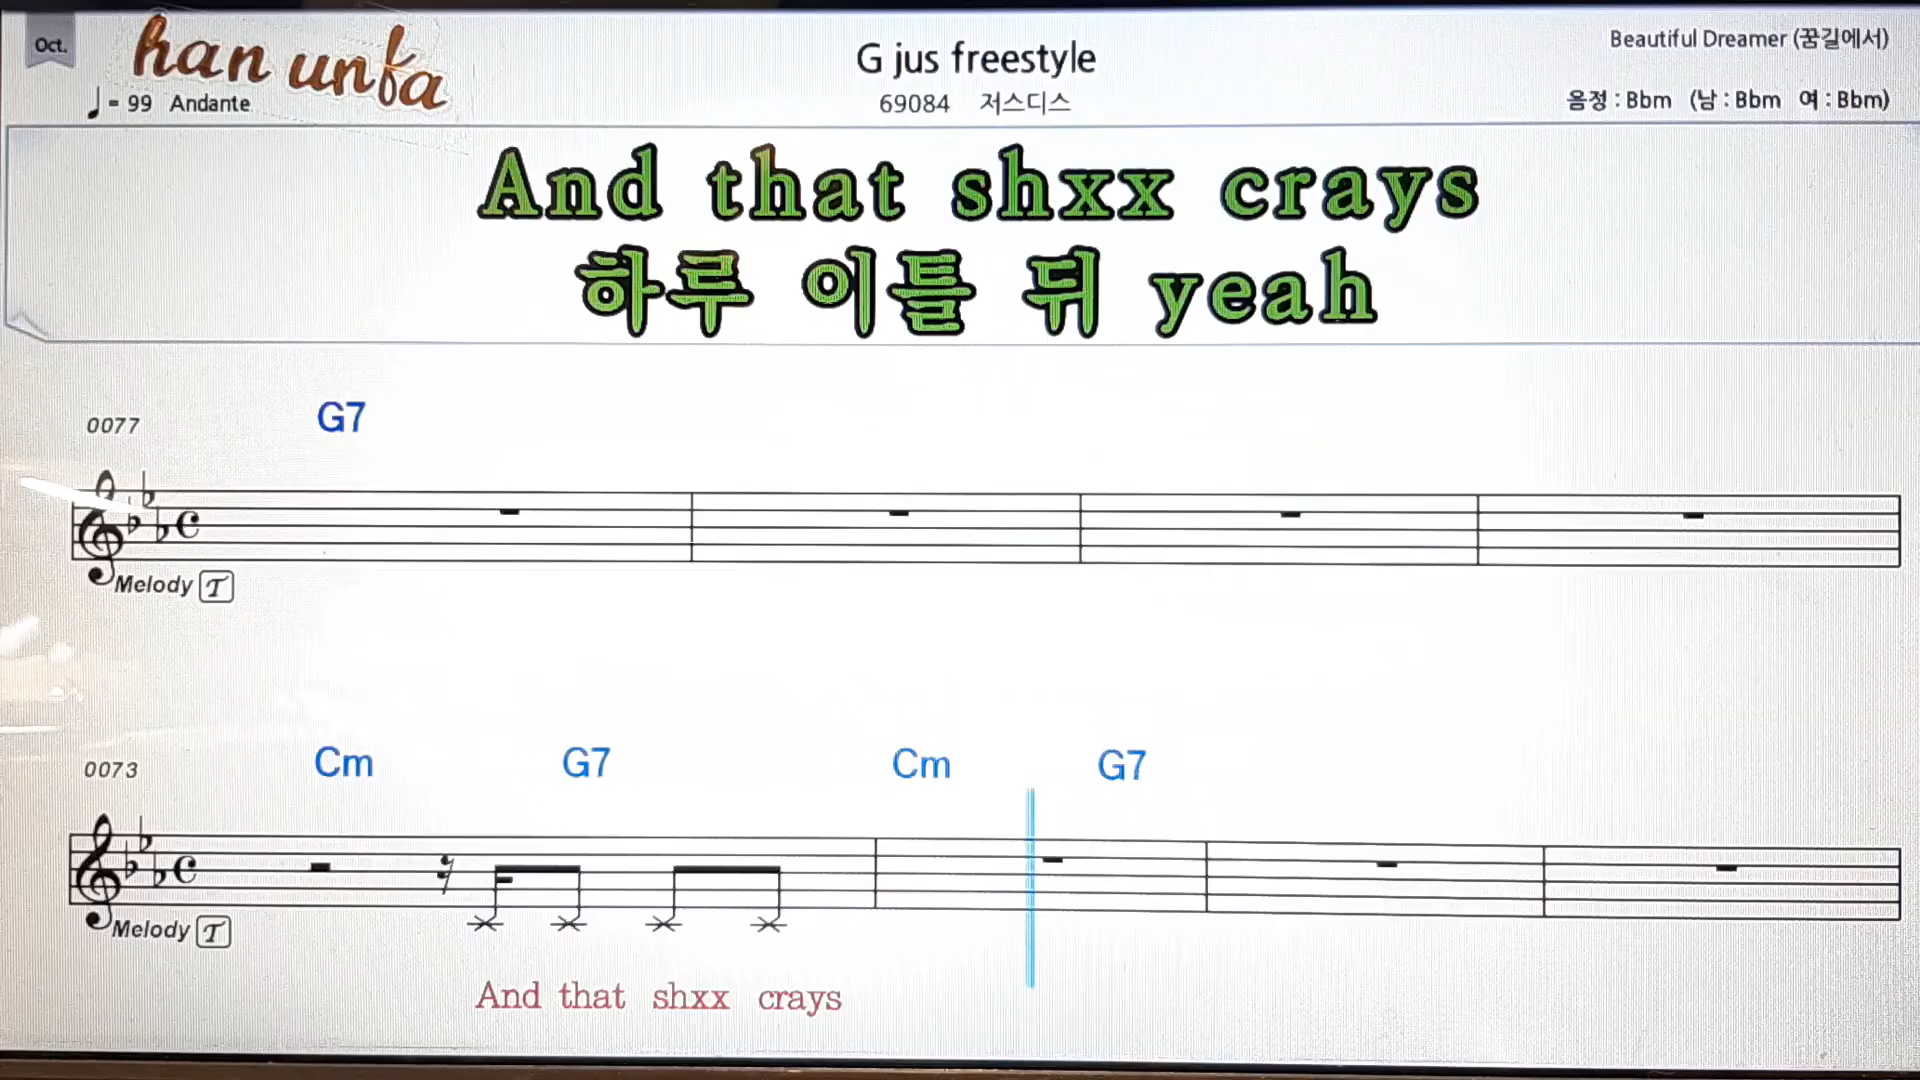 Oct.
han unfa
♩ = 99 Andante
G jus freestyle
69084 저스디스
Beautiful Dreamer (꿈길에서)
음정 : Bbm (남 : Bbm 여 : Bbm)
And that shxx crays
하루 이틀 뒤 yeah
0077
G7
Melody T
0073
Cm G7 Cm G7
Melody T
And that shxx crays